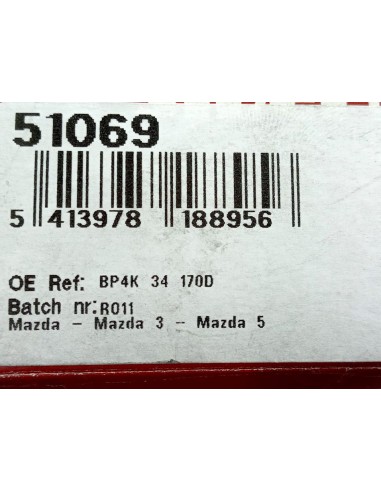 51069
5 413978 188956
OE Ref: BP4K 34 170D
Batch nr: R011
Mazda - Mazda 3 - Mazda 5